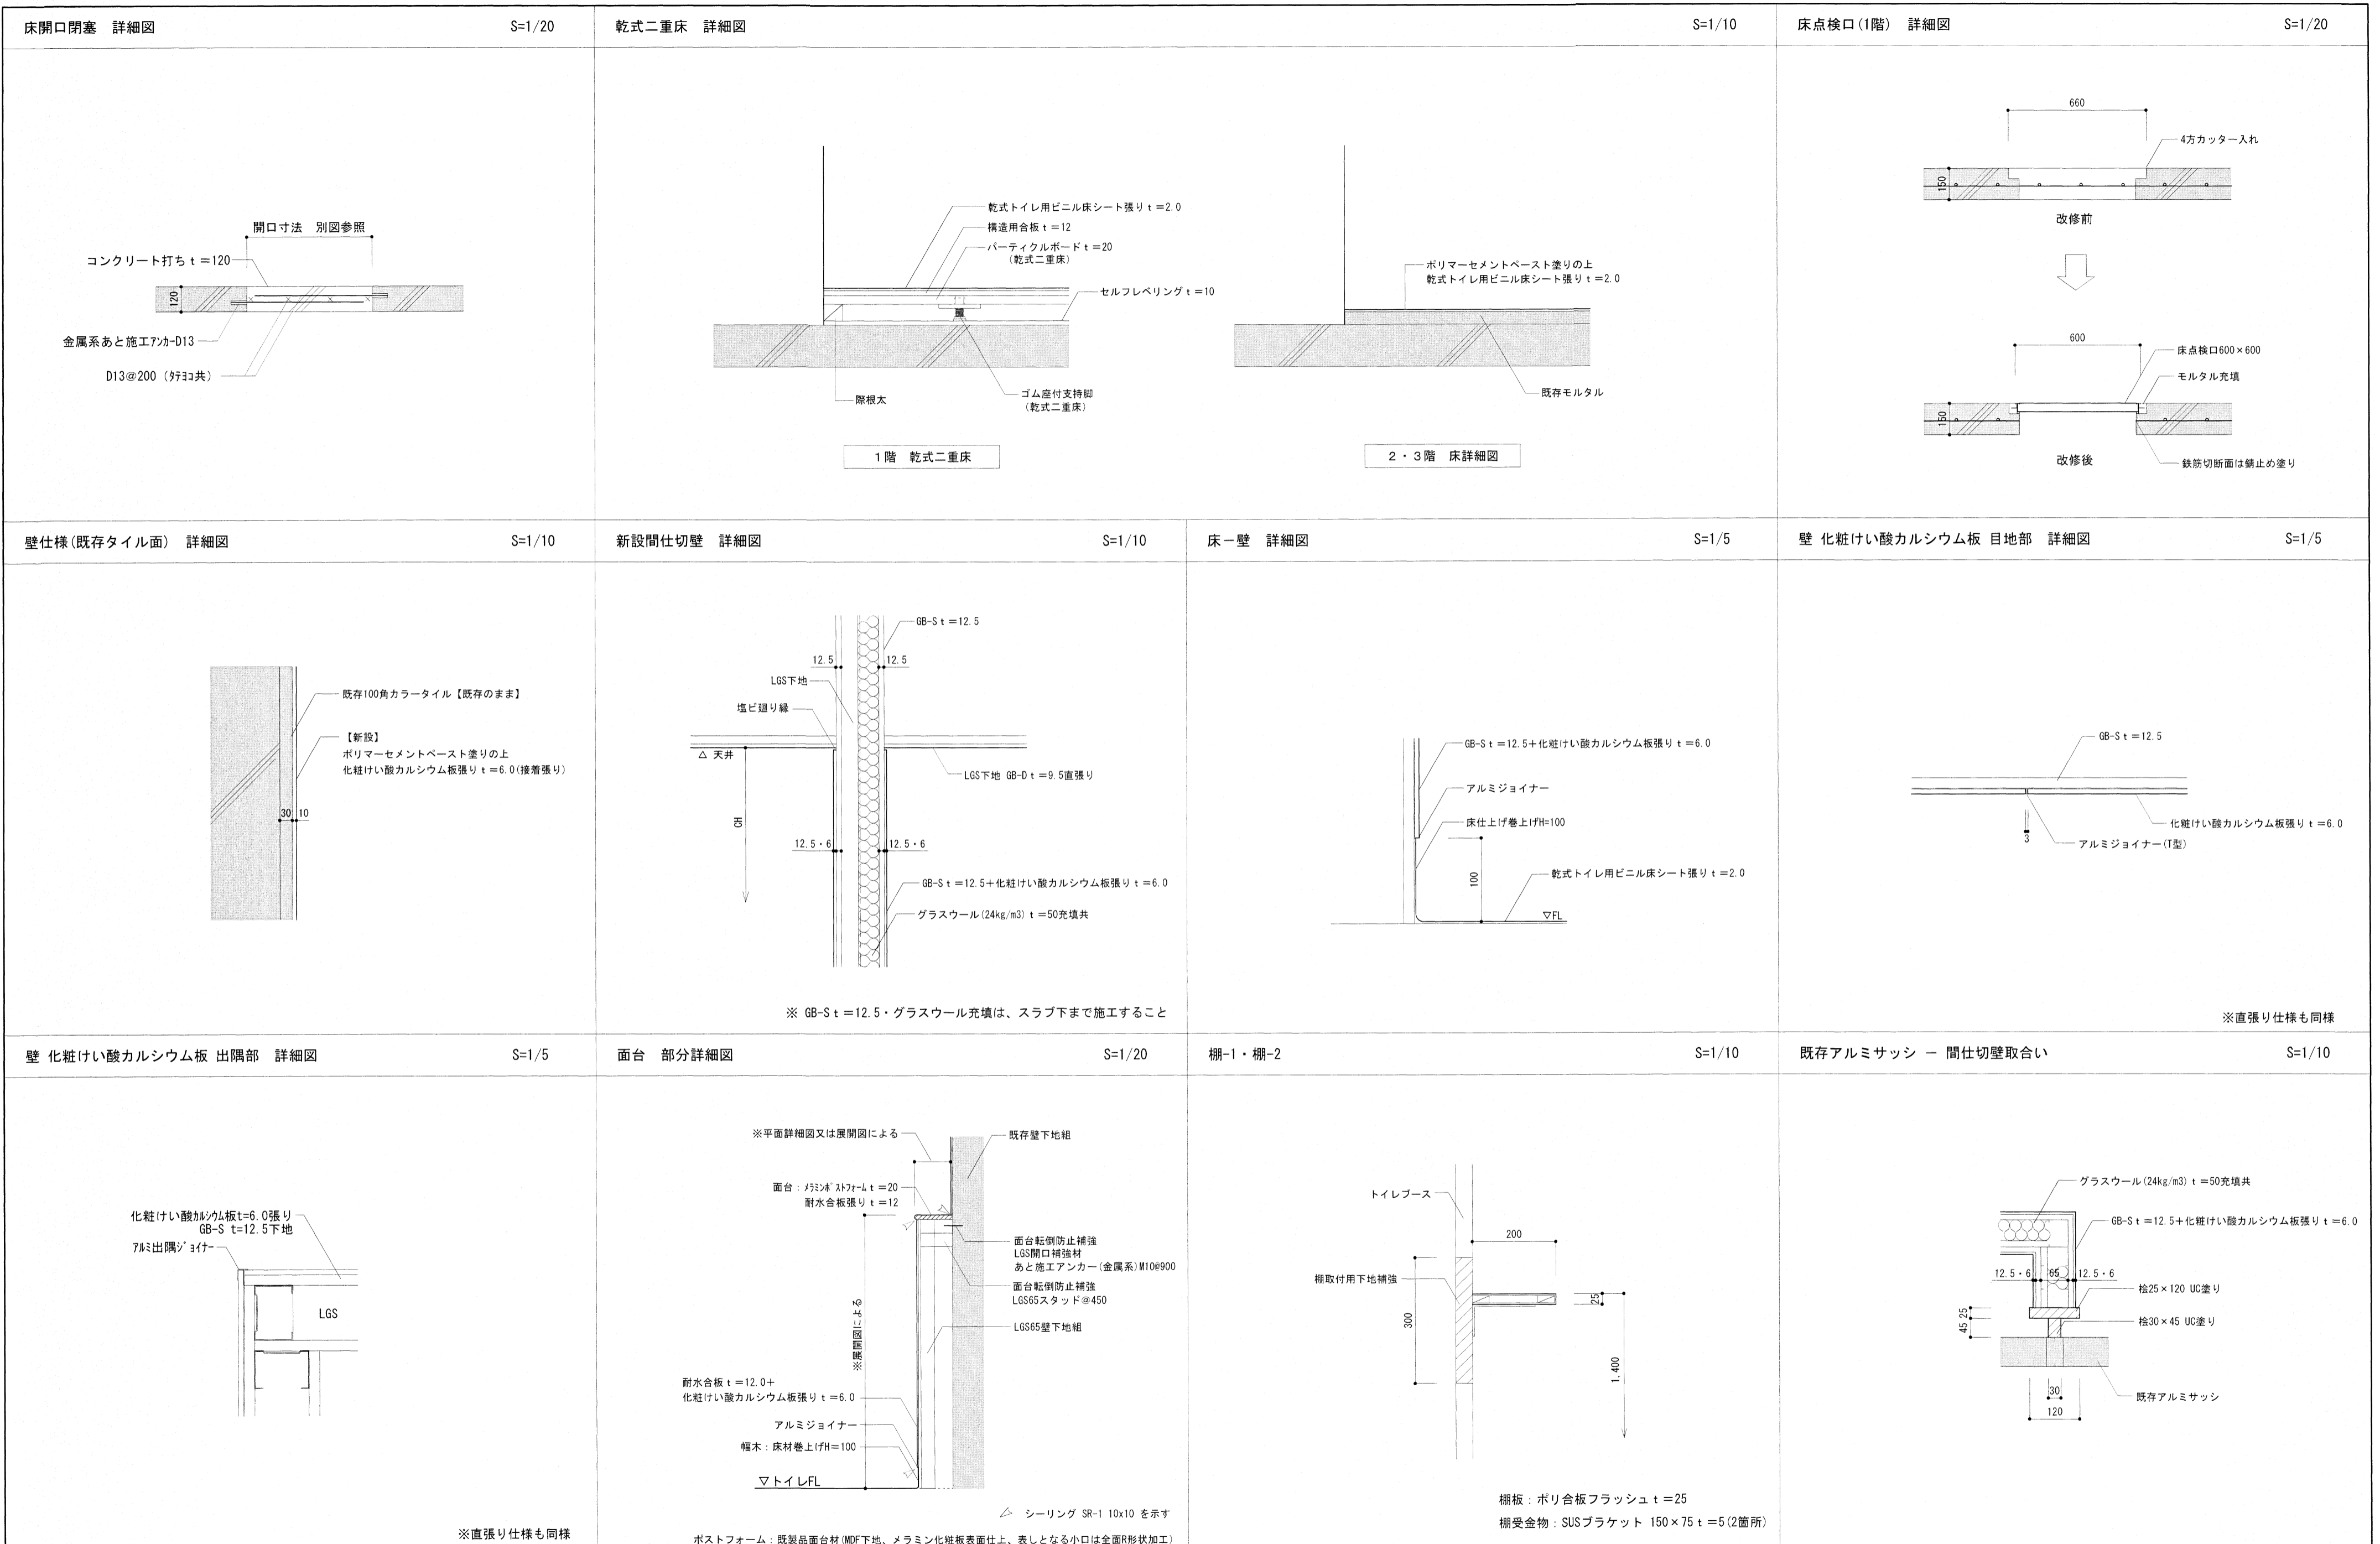 床開口閉塞　詳細図　S=1/20
開口寸法　別図参照
コンクリート打ちｔ＝120
120
金属系あと施工ｱﾝｶｰD13
D13@200 (ﾀﾃﾖｺ共)
乾式二重床　詳細図　S=1/10
乾式トイレ用ビニル床シート張りｔ＝2.0
構造用合板ｔ＝12
パーティクルボードｔ＝20
(乾式二重床)
セルフレベリングｔ＝10
際根太
ゴム座付支持脚
(乾式二重床)
１階　乾式二重床
ポリマーセメントペースト塗りの上
乾式トイレ用ビニル床シート張りｔ＝2.0
既存モルタル
２・３階　床詳細図
床点検口(1階)　詳細図　S=1/20
660
4方カッター入れ
150
改修前
600
床点検口600×600
モルタル充填
150
改修後
鉄筋切断面は錆止め塗り
壁仕様(既存タイル面)　詳細図　S=1/10
既存100角カラータイル【既存のまま】
【新設】
ポリマーセメントペースト塗りの上
化粧けい酸カルシウム板張りｔ＝6.0(接着張り)
30 10
新設間仕切壁　詳細図　S=1/10
GB-Sｔ＝12.5
12.5 12.5
LGS下地
塩ビ廻り縁
△ 天井
LGS下地 GB-Dｔ＝9.5直張り
CH
12.5・6 12.5・6
GB-Sｔ＝12.5＋化粧けい酸カルシウム板張りｔ＝6.0
グラスウール(24kg/m3)ｔ＝50充填共
※ GB-Sｔ＝12.5・グラスウール充填は、スラブ下まで施工すること
床－壁　詳細図　S=1/5
GB-Sｔ＝12.5＋化粧けい酸カルシウム板張りｔ＝6.0
アルミジョイナー
床仕上げ巻上げH=100
100
乾式トイレ用ビニル床シート張りｔ＝2.0
▽FL
壁 化粧けい酸カルシウム板 目地部　詳細図　S=1/5
GB-Sｔ＝12.5
化粧けい酸カルシウム板張りｔ＝6.0
3
アルミジョイナー(T型)
※直張り仕様も同様
壁 化粧けい酸カルシウム板 出隅部　詳細図　S=1/5
化粧けい酸ｶﾙｼｳﾑ板t=6.0張り
GB-S t=12.5下地
ｱﾙﾐ出隅ｼﾞｮｲﾅｰ
LGS
※直張り仕様も同様
面台　部分詳細図　S=1/20
※平面詳細図又は展開図による
既存壁下地組
面台：ﾒﾗﾐﾝﾎﾟｽﾄﾌｫｰﾑｔ＝20
耐水合板張りｔ＝12
面台転倒防止補強
LGS開口補強材
あと施工アンカー(金属系)M10@900
面台転倒防止補強
LGS65スタッド@450
LGS65壁下地組
※展開図による
耐水合板ｔ＝12.0＋
化粧けい酸カルシウム板張りｔ＝6.0
アルミジョイナー
幅木：床材巻上げH＝100
▽トイレFL
シーリング SR-1 10x10 を示す
ポストフォーム：既製品面台材(MDF下地、メラミン化粧板表面仕上、表しとなる小口は全面R形状加工)
棚-1・棚-2　S=1/10
トイレブース
200
棚取付用下地補強
25
300
1,400
棚板：ポリ合板フラッシュｔ＝25
棚受金物：SUSブラケット 150×75ｔ＝5(2箇所)
既存アルミサッシ － 間仕切壁取合い　S=1/10
グラスウール(24kg/m3)ｔ＝50充填共
GB-Sｔ＝12.5＋化粧けい酸カルシウム板張りｔ＝6.0
12.5・6 65 12.5・6
桧25×120 UC塗り
45 25
桧30×45 UC塗り
30
120
既存アルミサッシ